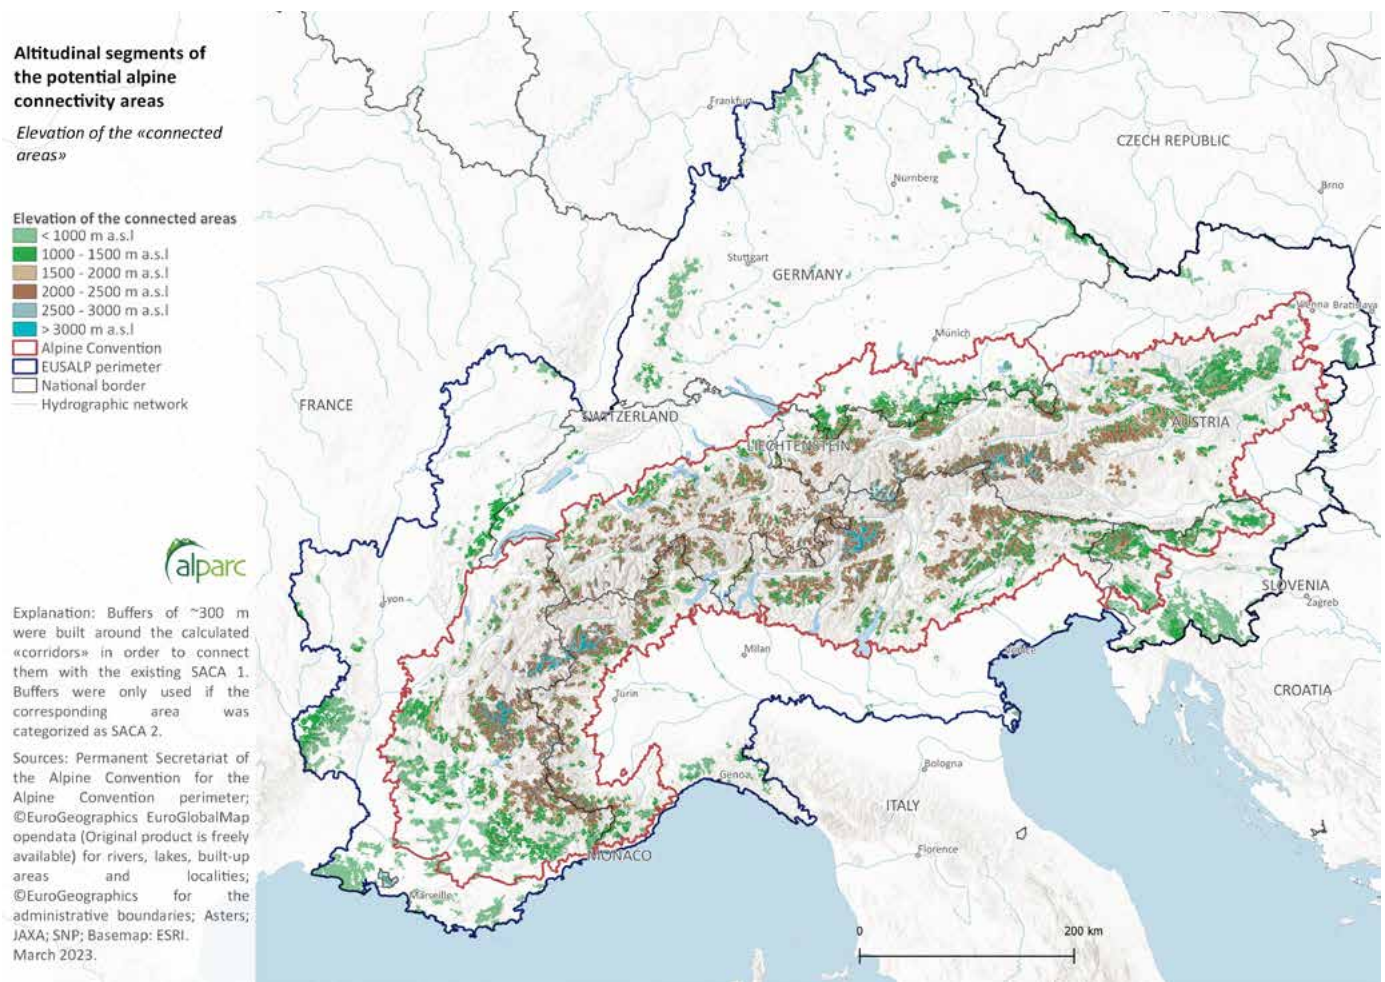 Altitudinal segments of
the potential alpine
connectivity areas
Elevation of the «connected
areas»
Elevation of the connected areas
< 1000 m a.s.l
1000 - 1500 m a.s.l
1500 - 2000 m a.s.l
2000 - 2500 m a.s.l
2500 - 3000 m a.s.l
> 3000 m a.s.l
Alpine Convention
EUSALP perimeter
National border
Hydrographic network
alparc
Explanation: Buffers of ~300 m
were built around the calculated
«corridors» in order to connect
them with the existing SACA 1.
Buffers were only used if the
corresponding area was
categorized as SACA 2.
Sources: Permanent Secretariat of
the Alpine Convention for the
Alpine Convention perimeter;
©EuroGeographics EuroGlobalMap
opendata (Original product is freely
available) for rivers, lakes, built-up
areas and localities;
©EuroGeographics for the
administrative boundaries; Asters;
JAXA; SNP; Basemap: ESRI.
March 2023.
Frankfurt
CZECH REPUBLIC
Nurnberg
Brno
Stuttgart
GERMANY
Vienna
Bratislava
Munich
FRANCE
SWITZERLAND
AUSTRIA
LIECHTENSTEIN
SLOVENIA
Lyon
Zagreb
Milan
Venice
CROATIA
Turin
Genoa
Bologna
ITALY
MONACO
Florence
Marseille
0
200 km